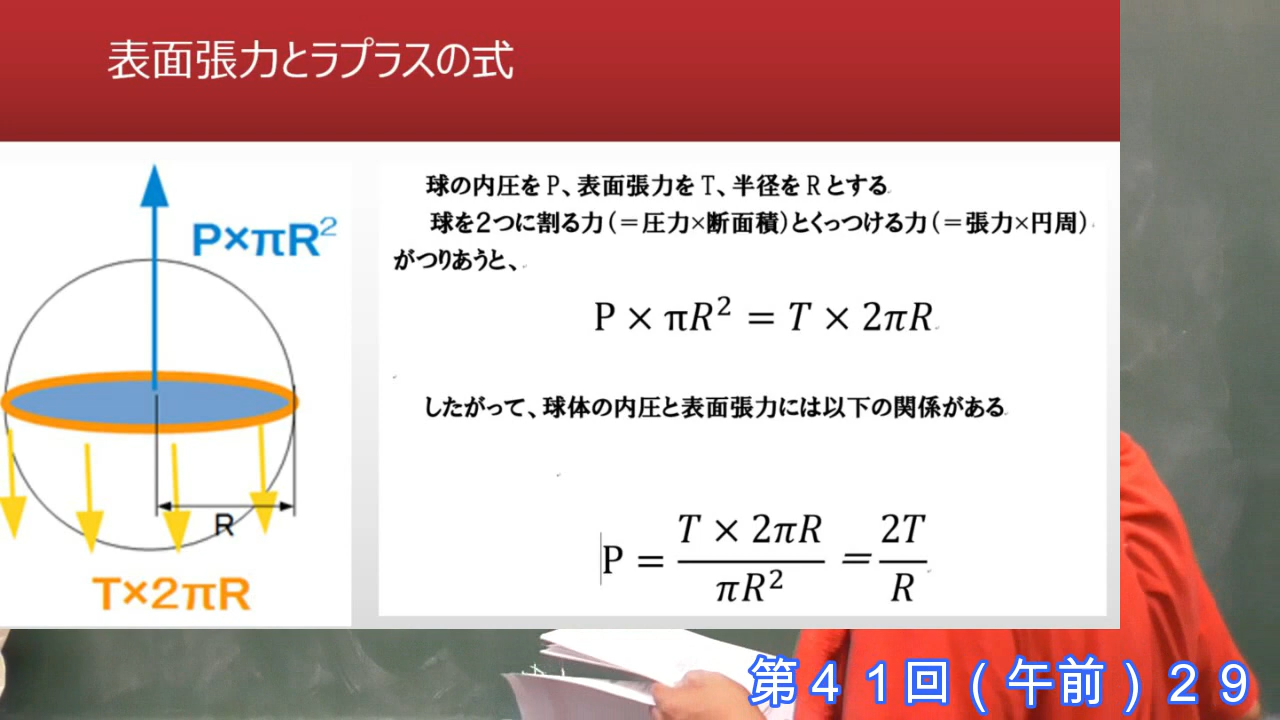 表面張力とラプラスの式
P×πR²
R
T×2πR
球の内圧をP、表面張力をT、半径をRとする
球を２つに割る力（＝圧力×断面積）とくっつける力（＝張力×円周）
がつりあうと、
P × πR² = T × 2πR
したがって、球体の内圧と表面張力には以下の関係がある
P = (T × 2πR)/(πR²) = 2T/R
第４１回（午前）２９